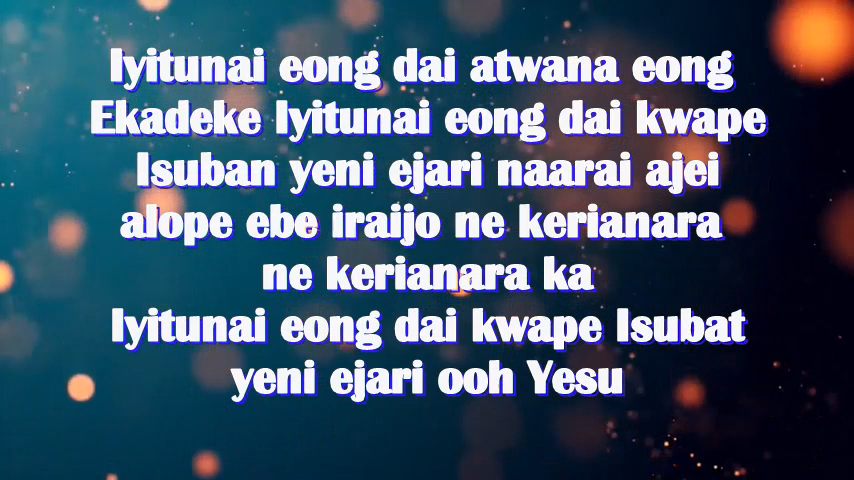 Iyitunai eong dai atwana eong
Ekadeke Iyitunai eong dai kwape
Isuban yeni ejari naarai ajei
alope ebe iraijo ne kerianara
ne kerianara ka
Iyitunai eong dai kwape Isubat
yeni ejari ooh Yesu